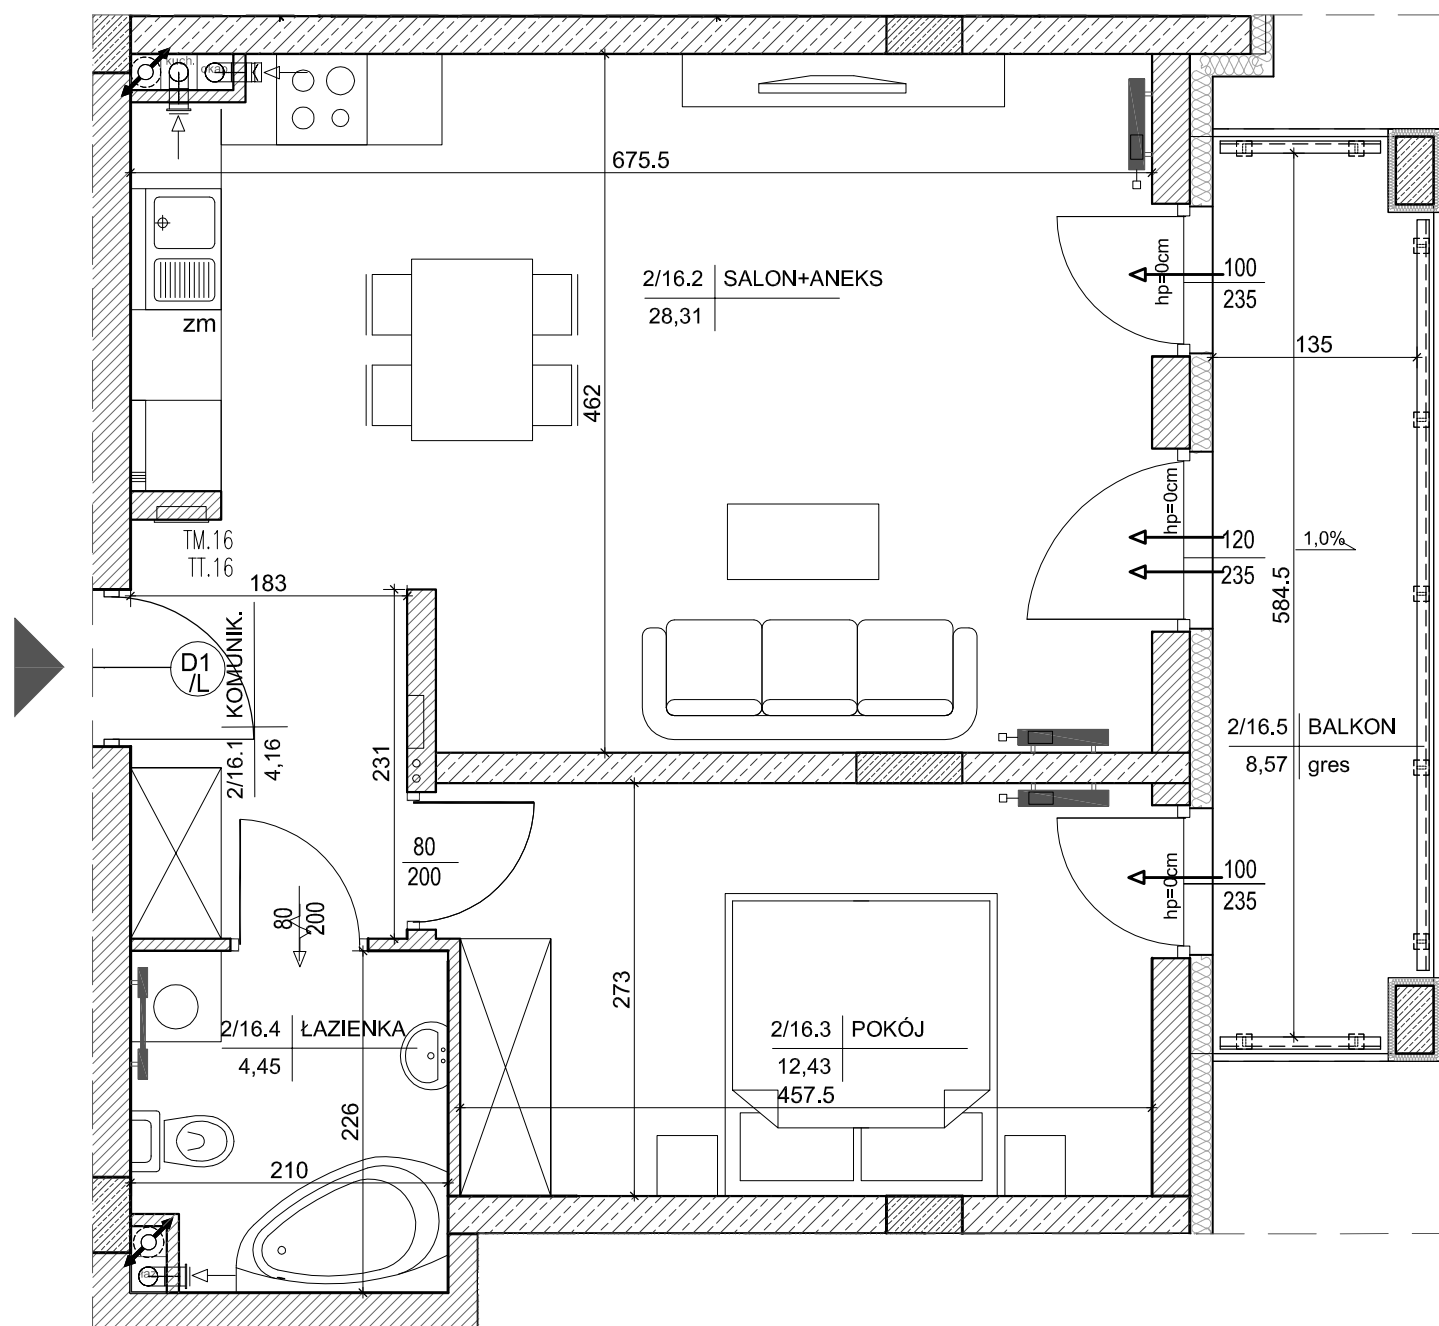 kuch.
okap
675.5
2/16.2 SALON+ANEKS
28,31
hp=0cm
100
235
zm
135
462
hp=0cm
120
235
1,0%
584.5
TM.16
TT.16
183
D1
/L
2/16.1 KOMUNIK.
4,16
231
2/16.5 BALKON
8,57 gres
80
200
hp=0cm
100
235
80
200
273
2/16.4 ŁAZIENKA
4,45
2/16.3 POKÓJ
12,43
457.5
226
210